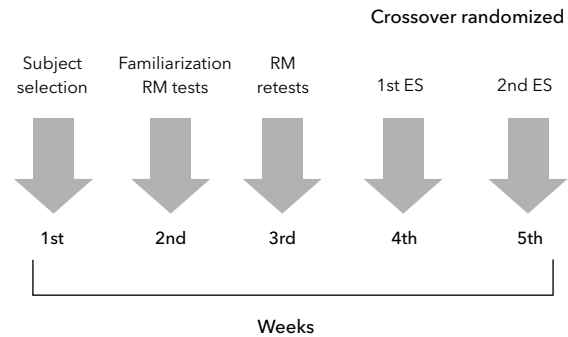 Crossover randomized
Subject
selection
Familiarization
RM tests
RM
retests
1st ES
2nd ES
1st
2nd
3rd
4th
5th
Weeks